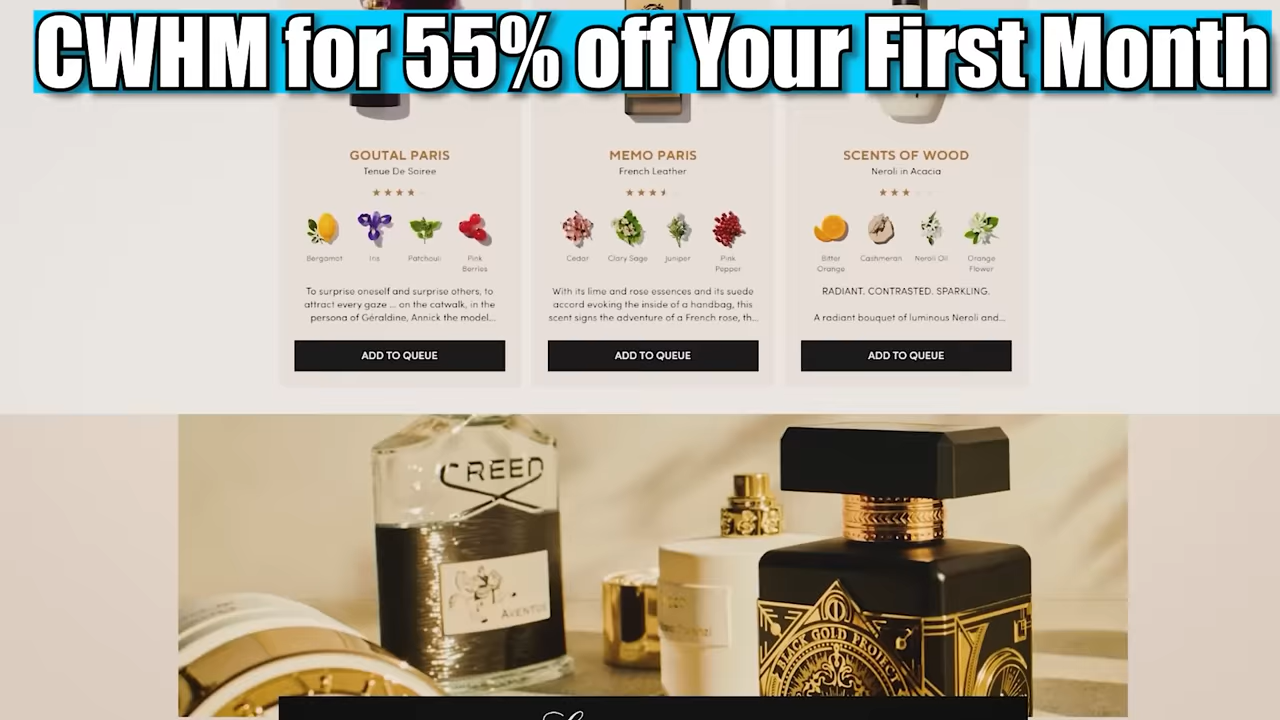 CWHM for 55% off Your First Month
GOUTAL PARIS
Tenue De Soiree
Bergamot
Iris
Patchouli
Pink
Berries
To surprise oneself and surprise others, to
attract every gaze ... on the catwalk, in the
persona of Géraldine, Annick the model...
ADD TO QUEUE
MEMO PARIS
French Leather
Cedar
Clary Sage
Juniper
Pink
Pepper
With its lime and rose essences and its suede
accord evoking the inside of a handbag, this
scent signs the adventure of a French rose, th...
ADD TO QUEUE
SCENTS OF WOOD
Neroli in Acacia
Bitter
Orange
Cashmeran
Neroli Oil
Orange
Flower
RADIANT. CONTRASTED. SPARKLING.
A radiant bouquet of luminous Neroli and...
ADD TO QUEUE
CREED
AVENTUS
BLACK GOLD PROJECT